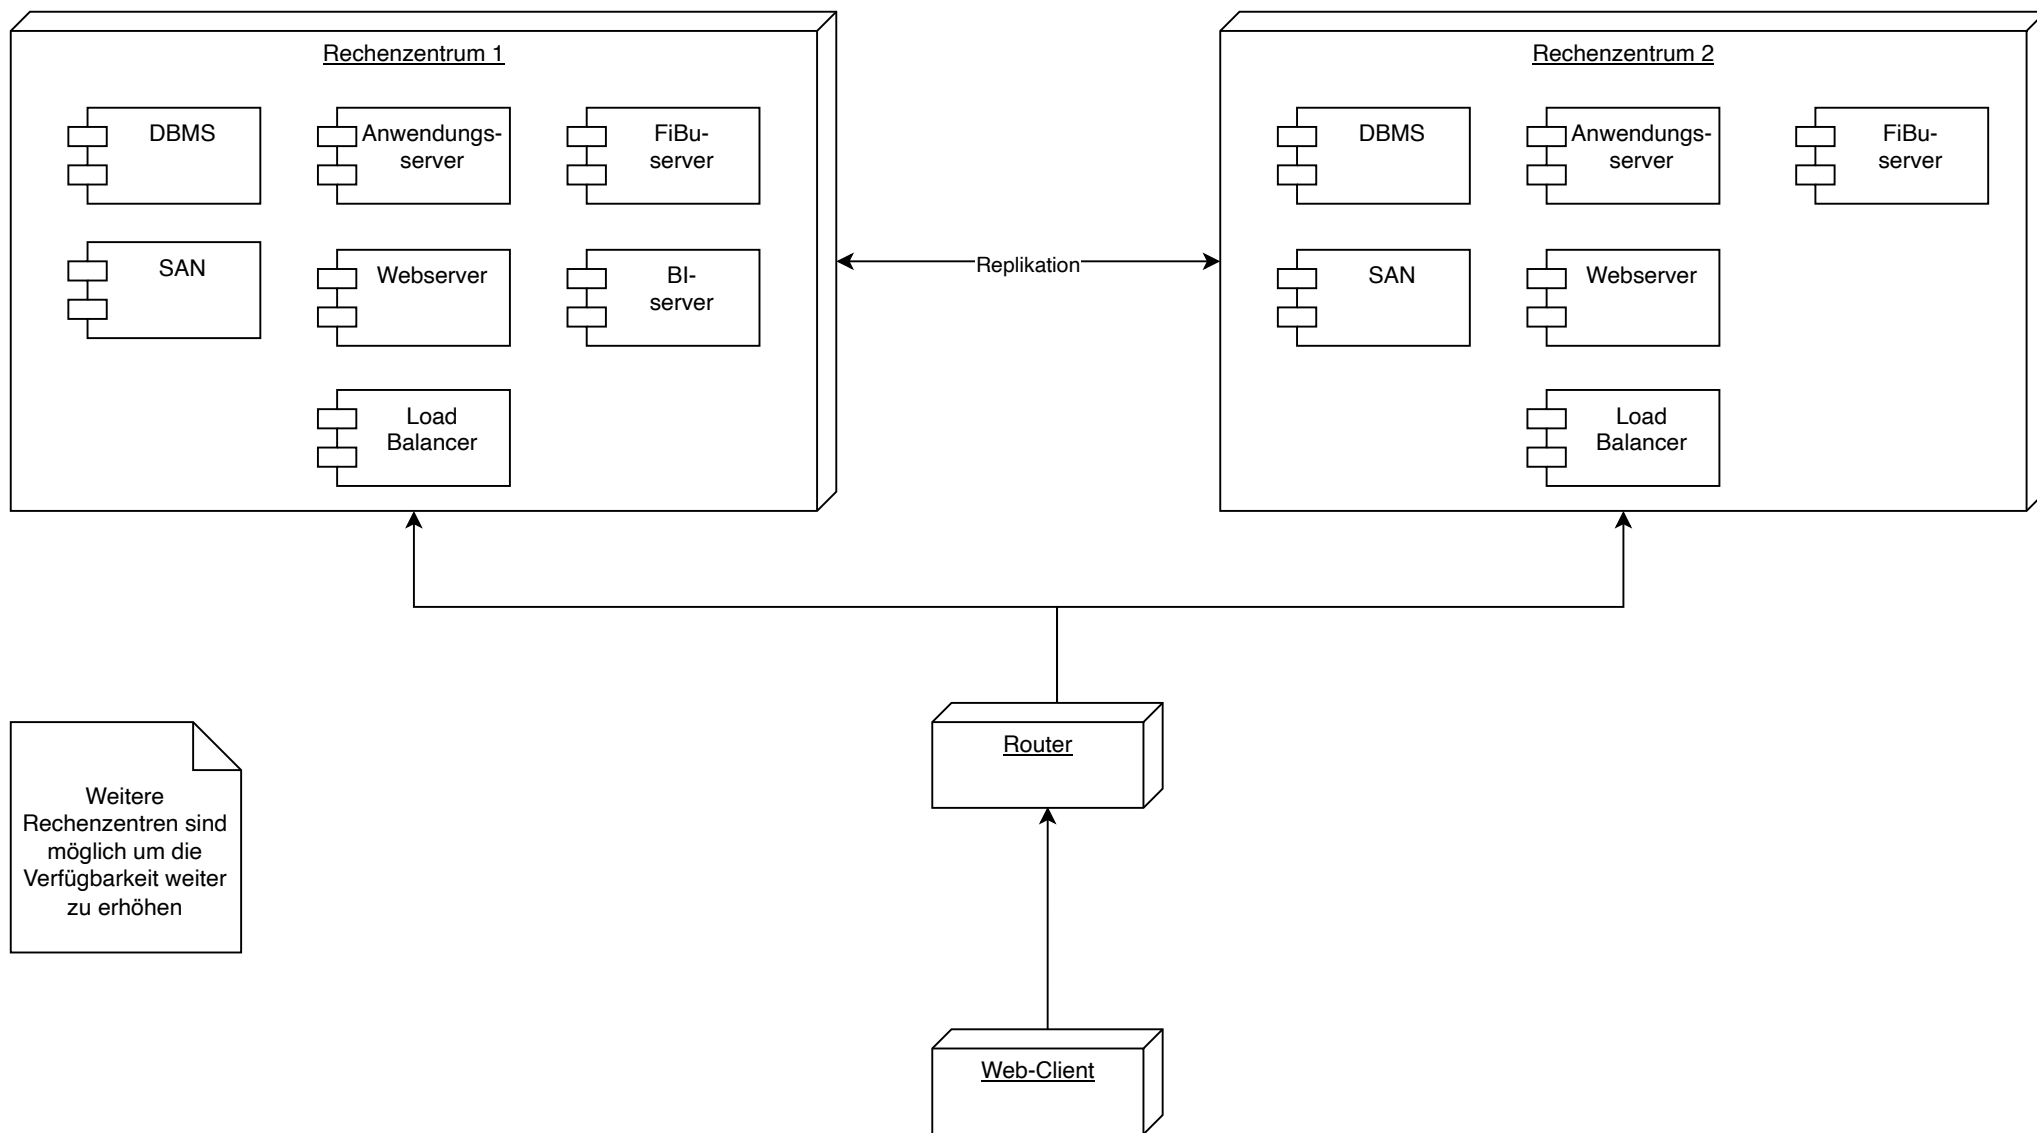 Rechenzentrum 1
DBMS
Anwendungs-
server
FiBu-
server
SAN
Webserver
BI-
server
Load
Balancer
Replikation
Rechenzentrum 2
DBMS
Anwendungs-
server
FiBu-
server
SAN
Webserver
Load
Balancer
Router
Weitere
Rechenzentren sind
möglich um die
Verfügbarkeit weiter
zu erhöhen
Web-Client